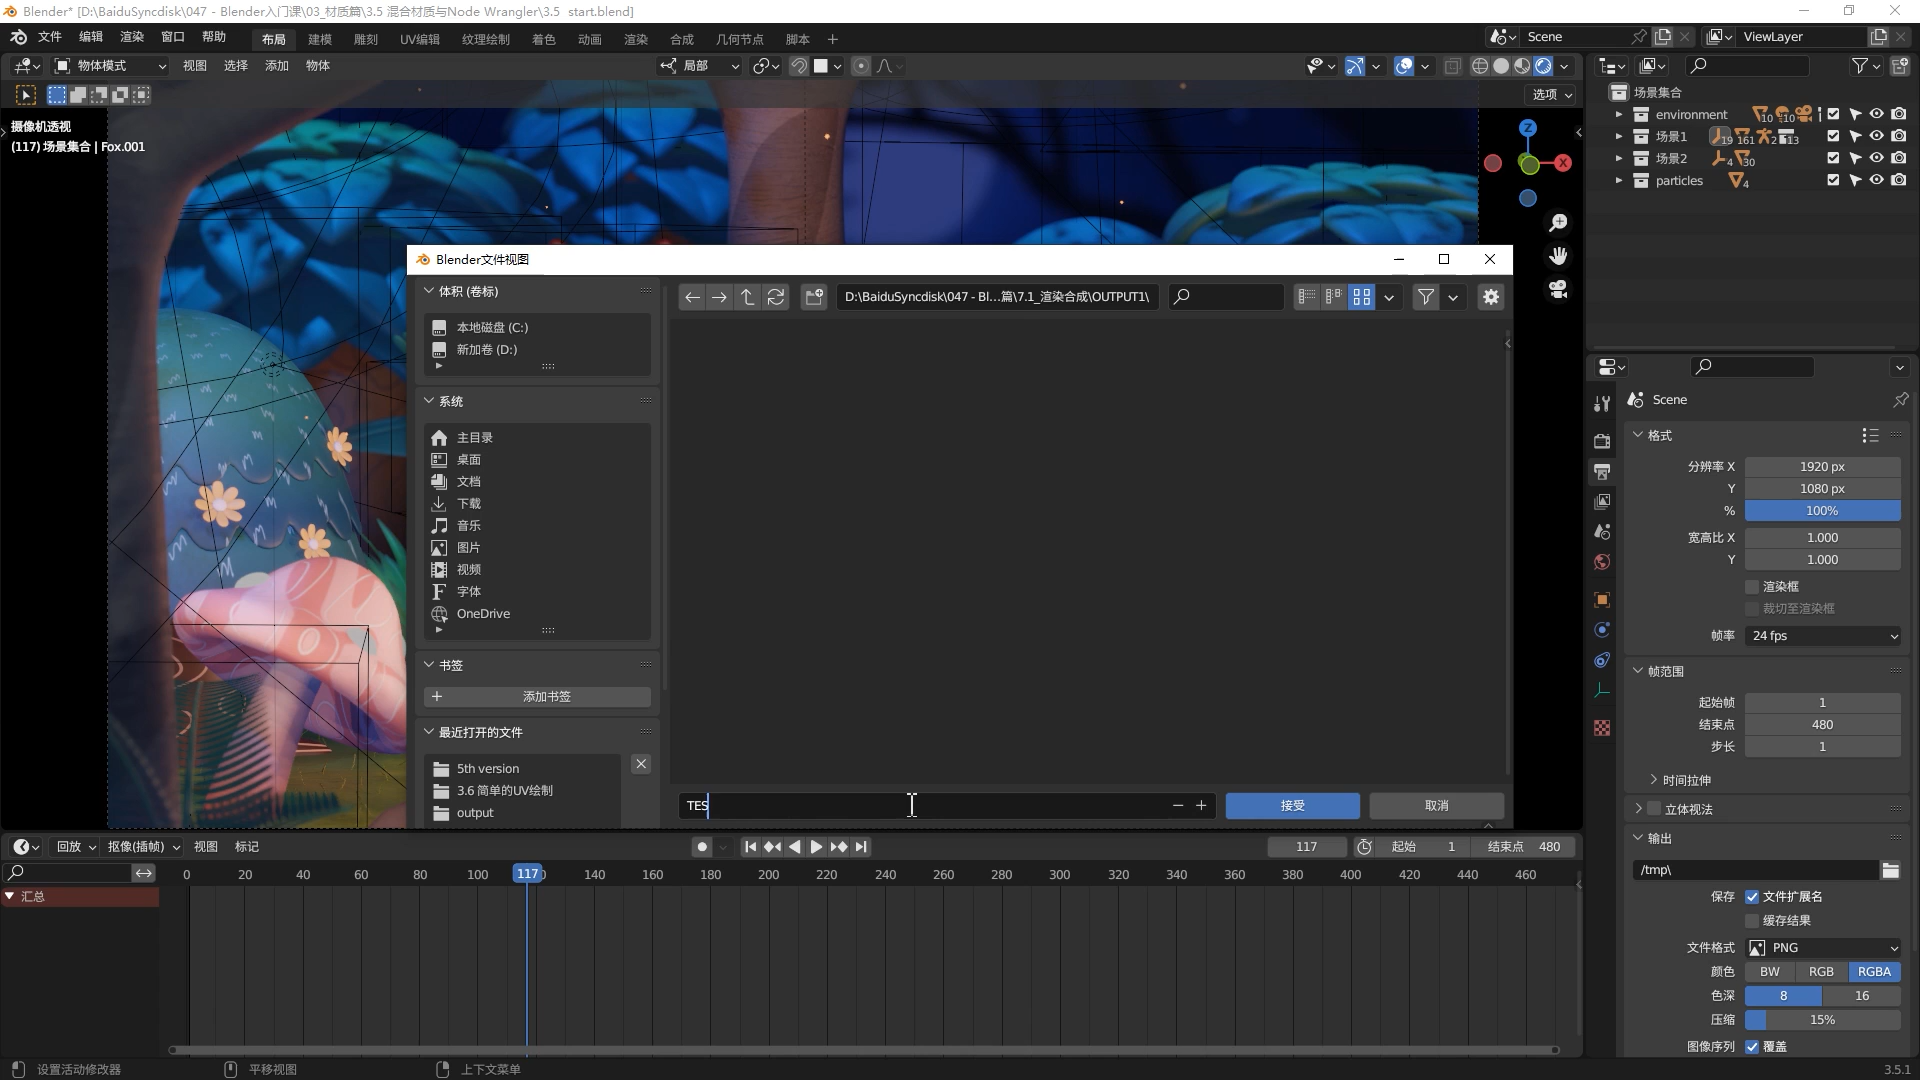 Blender* [D:\BaiduSyncdisk\047 - Blender入门课\03_材质篇\3.5 混合材质与Node Wrangler\3.5  start.blend]
文件 编辑 渲染 窗口 帮助 布局 建模 雕刻 UV编辑 纹理绘制 着色 动画 渲染 合成 几何节点 脚本 + Scene ViewLayer
物体模式 视图 选择 添加 物体 局部
选项
摄像机透视
(117) 场景集合 | Fox.001
Z
X
场景集合
environment 10 10
场景1 19 161 2 13
场景2 4 30
particles 4
Blender文件视图
体积 (卷标)
本地磁盘 (C:)
新加卷 (D:)
系统
主目录
桌面
文档
下载
音乐
图片
视频
字体
OneDrive
书签
+ 添加书签
最近打开的文件
5th version
3.6 简单的UV绘制
output
D:\BaiduSyncdisk\047 - Bl...篇\7.1_渲染合成\OUTPUT1\
TES
接受 取消
Scene
格式
分辨率 X 1920 px
Y 1080 px
% 100%
宽高比 X 1.000
Y 1.000
渲染框
裁切至渲染框
帧率 24 fps
帧范围
起始帧 1
结束点 480
步长 1
时间拉伸
立体视法
输出
/tmp\
保存 文件扩展名
缓存结果
文件格式 PNG
颜色 BW RGB RGBA
色深 8 16
压缩 15%
图像序列 覆盖
回放 抠像(插帧) 视图 标记 117 起始 1 结束点 480
0 20 40 60 80 100 117 140 160 180 200 220 240 260 280 300 320 340 360 380 400 420 440 460
汇总
设置活动修改器 平移视图 上下文菜单 3.5.1